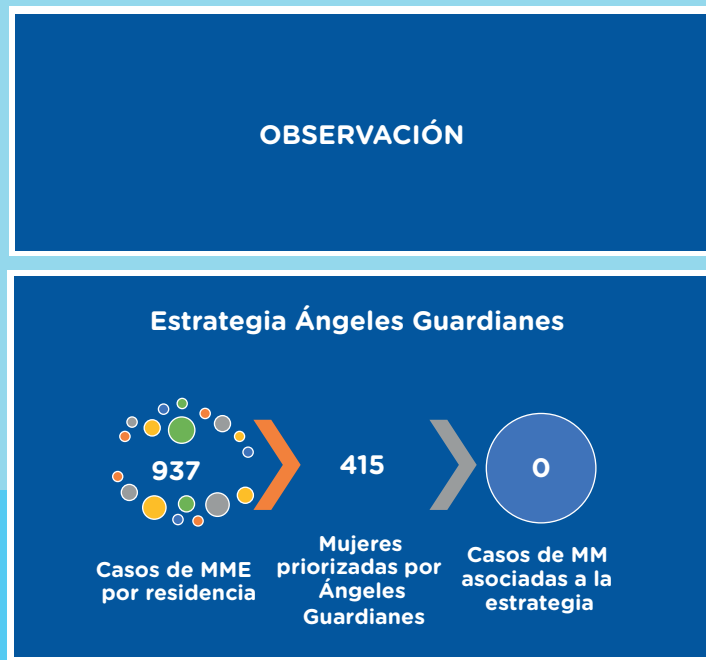 OBSERVACIÓN
Estrategia Ángeles Guardianes
937
415
0
Casos de MME
por residencia
Mujeres
priorizadas por
Ángeles
Guardianes
Casos de MM
asociadas a la
estrategia